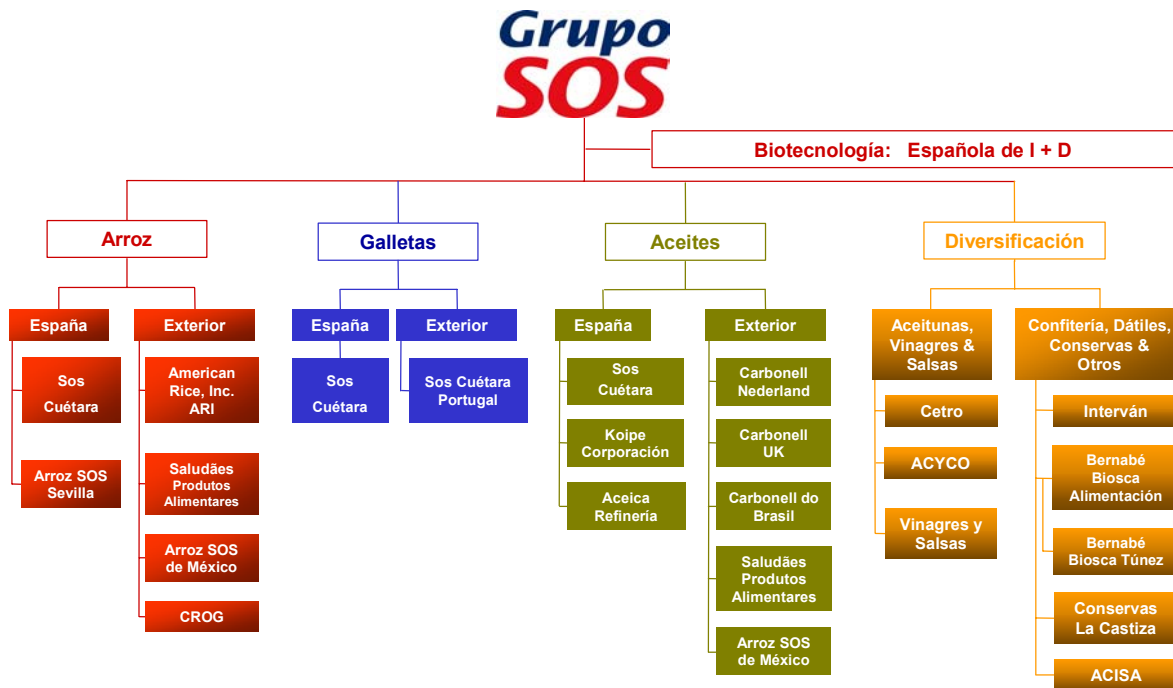 Grupo
SOS
Biotecnología: Española de I + D
Arroz
España
Sos
Cuétara
Arroz SOS
Sevilla
Exterior
American
Rice, Inc.
ARI
Saludães
Produtos
Alimentares
Arroz SOS
de México
CROG
Galletas
España
Sos
Cuétara
Exterior
Sos Cuétara
Portugal
Aceites
España
Sos
Cuétara
Koipe
Corporación
Aceica
Refinería
Exterior
Carbonell
Nederland
Carbonell
UK
Carbonell do
Brasil
Saludães
Produtos
Alimentares
Arroz SOS
de México
Diversificación
Aceitunas,
Vinagres &
Salsas
Cetro
ACYCO
Vinagres y
Salsas
Confitería, Dátiles,
Conservas &
Otros
Interván
Bernabé
Biosca
Alimentación
Bernabé
Biosca Túnez
Conservas
La Castiza
ACISA